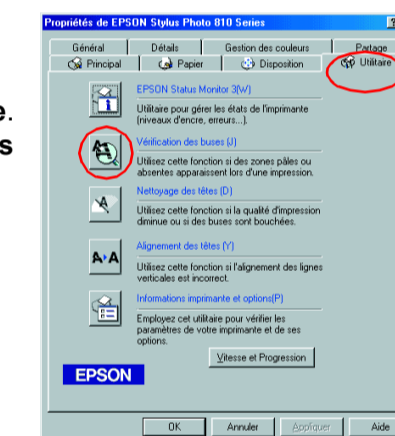 Propriétés de EPSON Stylus Photo 810 Series
Général Détails Gestion des couleurs Partage
Principal Papier Disposition Utilitaire
e.
s
EPSON Status Monitor 3(W)
Utilitaire pour gérer les états de l'imprimante
(niveaux d'encre, erreurs...).
Vérification des buses (J)
Utilisez cette fonction si des zones pâles ou
absentes apparaissent lors d'une impression.
Nettoyage des têtes (D)
Utilisez cette fonction si la qualité d'impression
diminue ou si des buses sont bouchées.
Alignement des têtes (Y)
Utilisez cette fonction si l'alignement des lignes
verticales est incorrect.
Informations imprimante et options(P)
Employez cet utilitaire pour vérifier les
paramètres de votre imprimante et de ses
options.
Vitesse et Progression
EPSON
OK Annuler Appliquer Aide